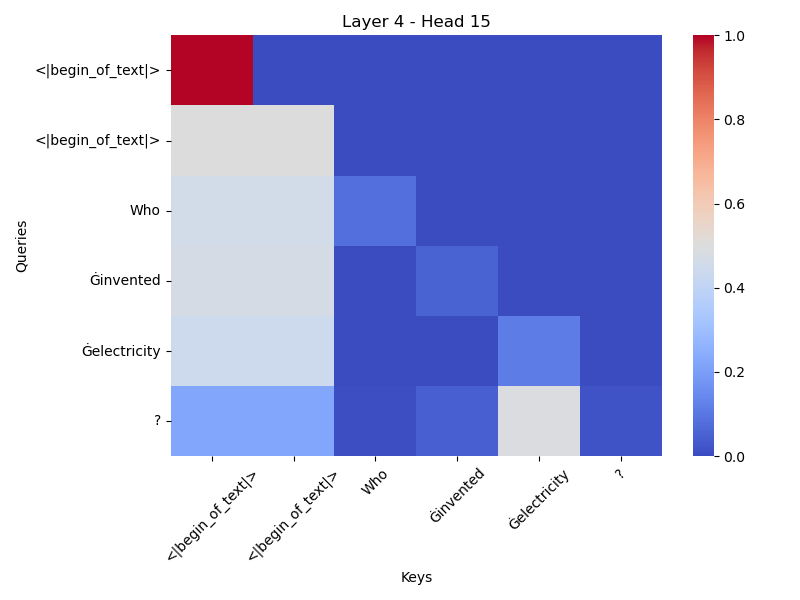 Layer 4 - Head 15
<|begin_of_text|>
<|begin_of_text|>
Who
Ġinvented
Ġelectricity
?
Queries
<|begin_of_text|>
<|begin_of_text|>
Who
Ġinvented
Ġelectricity
?
Keys
1.0
0.8
0.6
0.4
0.2
0.0